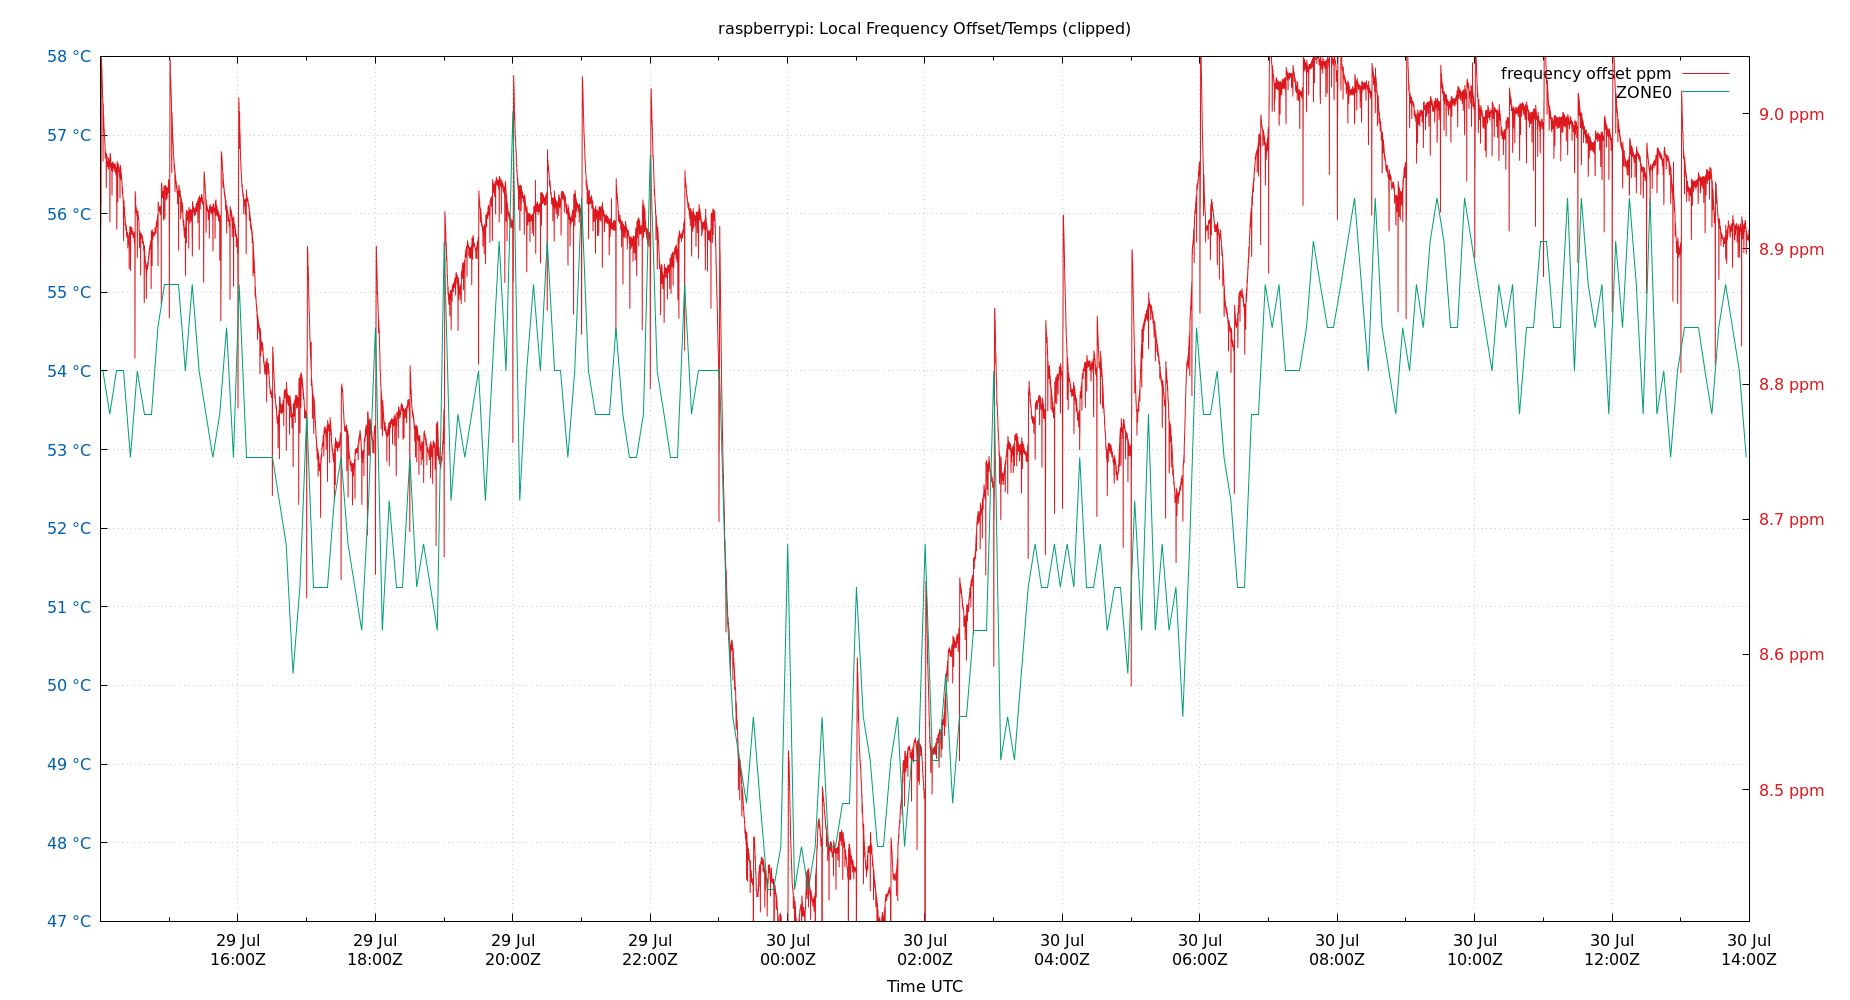 raspberrypi: Local Frequency Offset/Temps (clipped)
58 °C
57 °C
56 °C
55 °C
54 °C
53 °C
52 °C
51 °C
50 °C
49 °C
48 °C
47 °C
frequency offset ppm
ZONE0
9.0 ppm
8.9 ppm
8.8 ppm
8.7 ppm
8.6 ppm
8.5 ppm
29 Jul 29 Jul 29 Jul 29 Jul 30 Jul 30 Jul 30 Jul 30 Jul 30 Jul 30 Jul 30 Jul 30 Jul
16:00Z 18:00Z 20:00Z 22:00Z 00:00Z 02:00Z 04:00Z 06:00Z 08:00Z 10:00Z 12:00Z 14:00Z
Time UTC